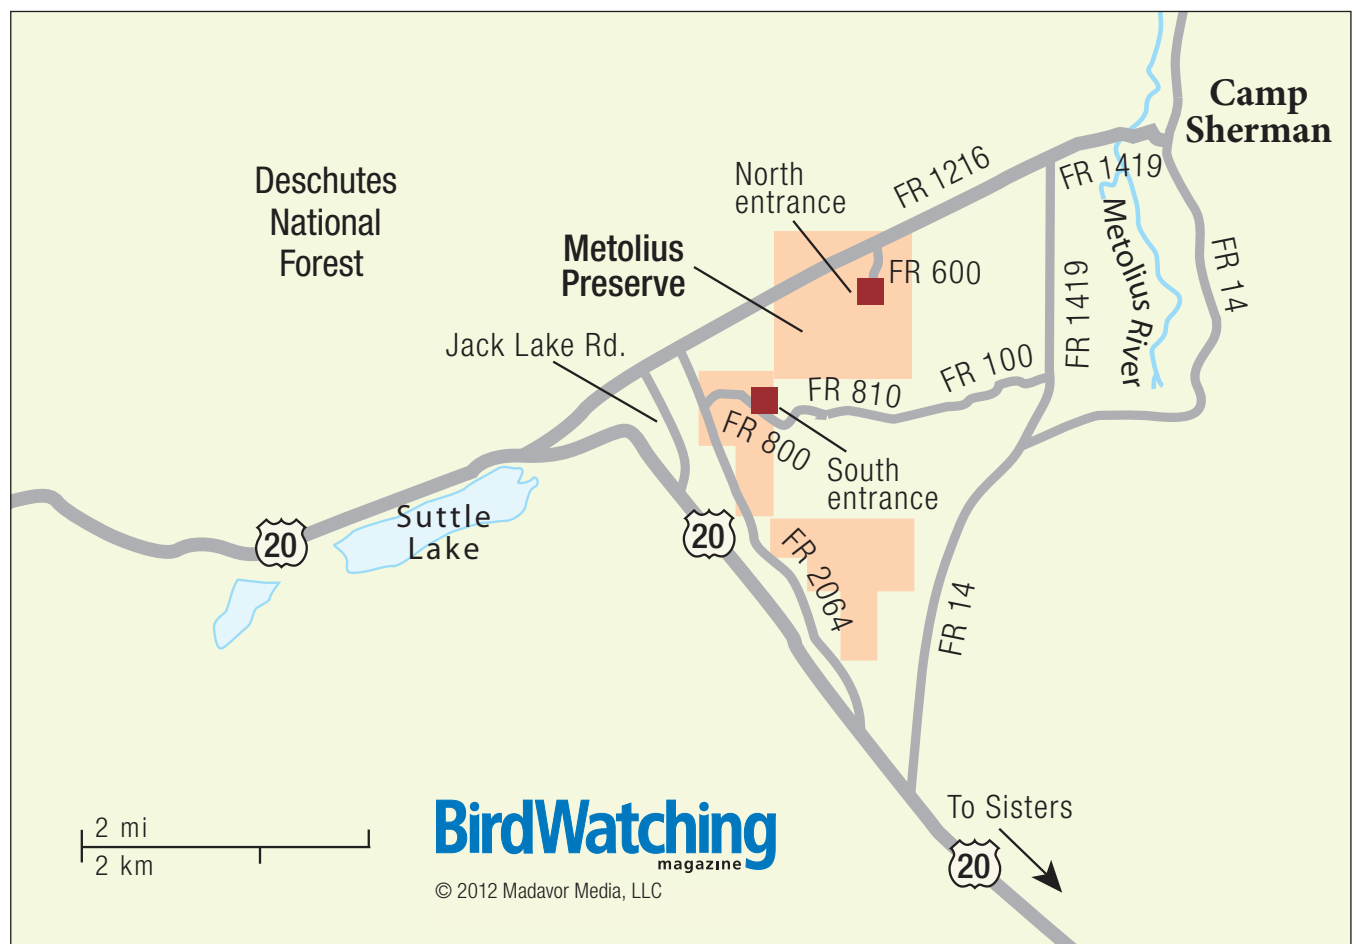 Camp
Sherman
Deschutes
National
Forest
North
entrance
FR 1216
FR 1419
Metolius
Preserve
FR 600
Metolius River
FR 14
FR 1419
Jack Lake Rd.
FR 100
FR 810
FR 800
South
entrance
Suttle
Lake
20
20
FR 2064
FR 14
To Sisters
20
2 mi
2 km
BirdWatching
magazine
© 2012 Madavor Media, LLC